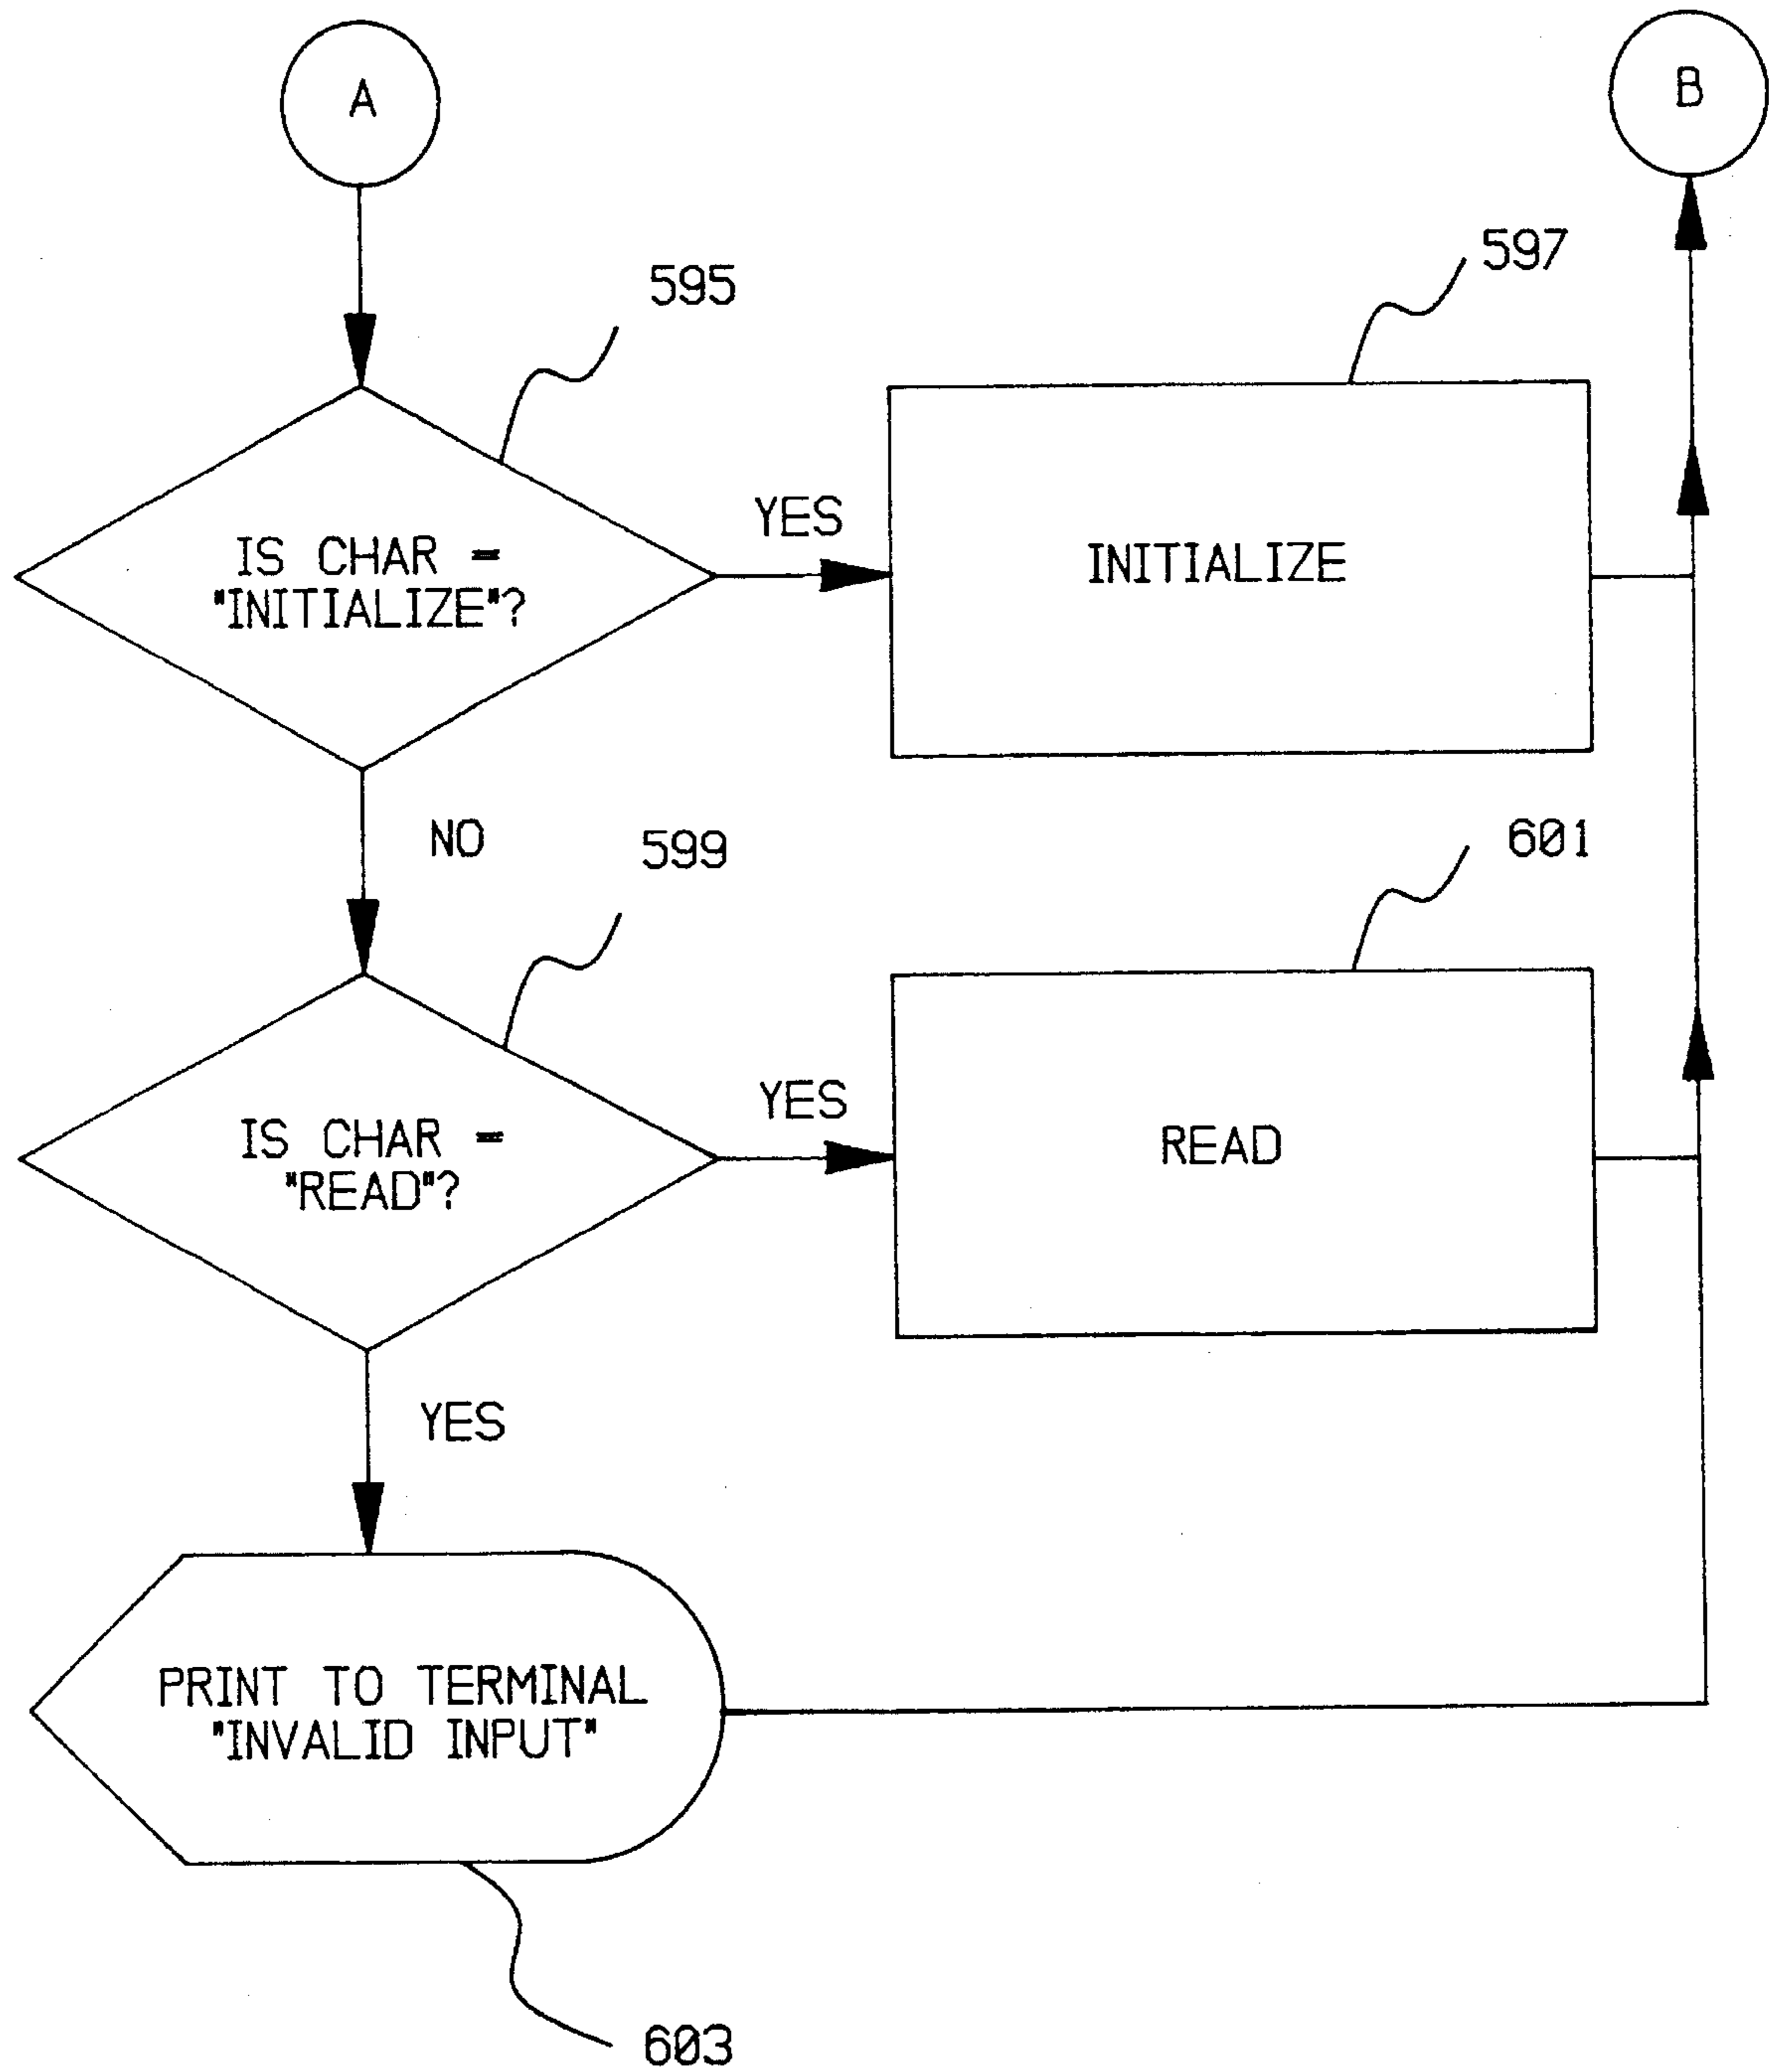 A
B
595
597
IS CHAR =
"INITIALIZE"?
YES
INITIALIZE
NO
599
601
IS CHAR =
"READ"?
YES
READ
YES
PRINT TO TERMINAL
"INVALID INPUT"
603